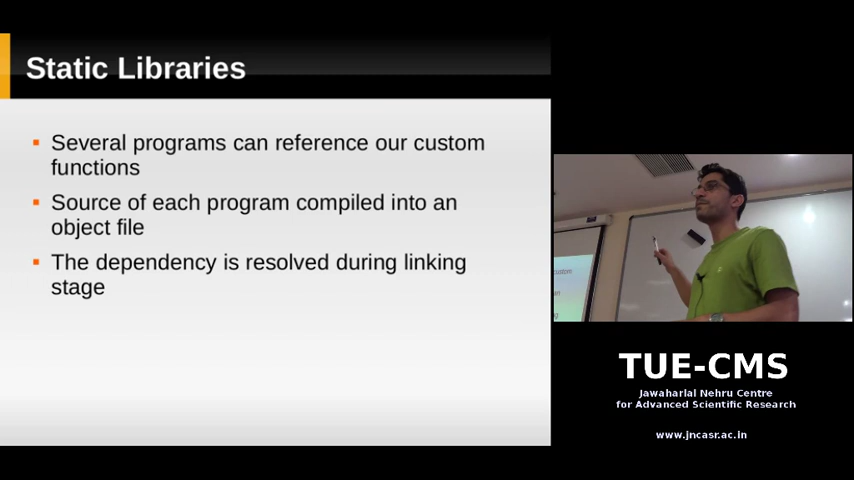 Static Libraries
Several programs can reference our custom
functions
Source of each program compiled into an
object file
The dependency is resolved during linking
stage
custom
TUE-CMS
Jawaharlal Nehru Centre
for Advanced Scientific Research
www.jncasr.ac.in